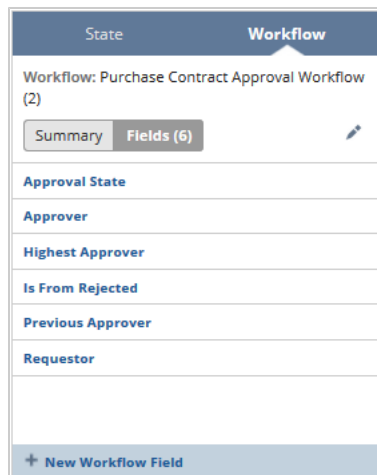 State Workflow
Workflow: Purchase Contract Approval Workflow
(2)
Summary Fields (6)
Approval State
Approver
Highest Approver
Is From Rejected
Previous Approver
Requestor
+ New Workflow Field